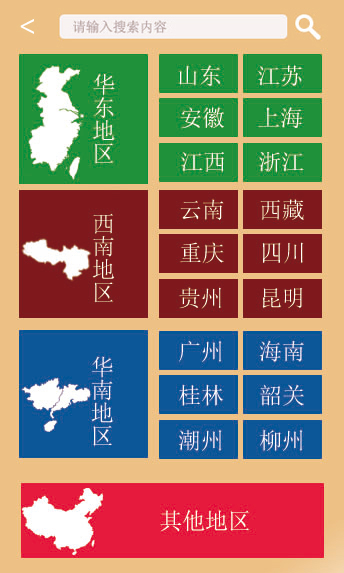 <
请输入搜索内容
华东地区
山东
江苏
安徽
上海
江西
浙江
西南地区
云南
西藏
重庆
四川
贵州
昆明
华南地区
广州
海南
桂林
韶关
潮州
柳州
其他地区